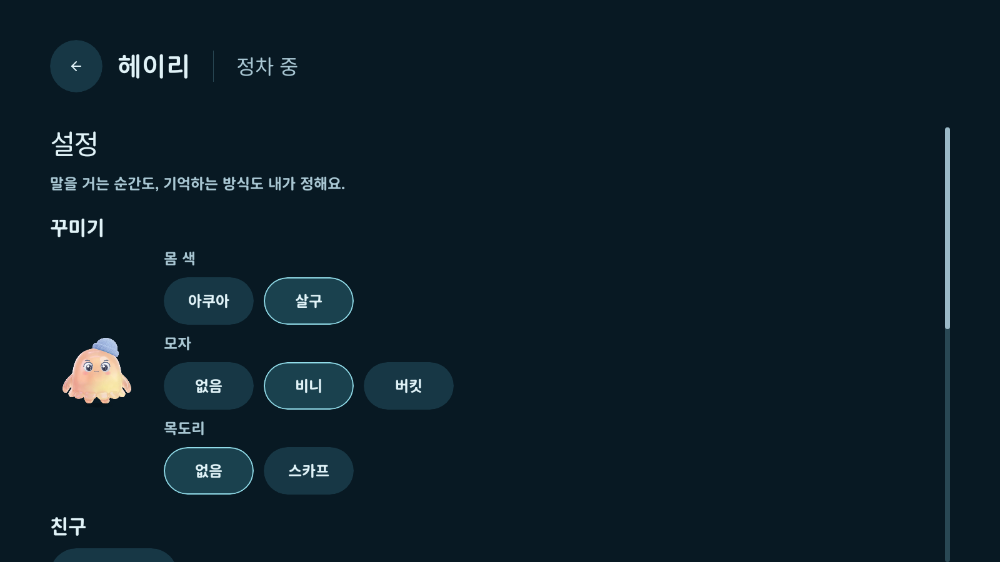 헤이리
정차 중
설정
말을 거는 순간도, 기억하는 방식도 내가 정해요.
꾸미기
몸 색
아쿠아
살구
모자
없음
비니
버킷
목도리
없음
스카프
친구